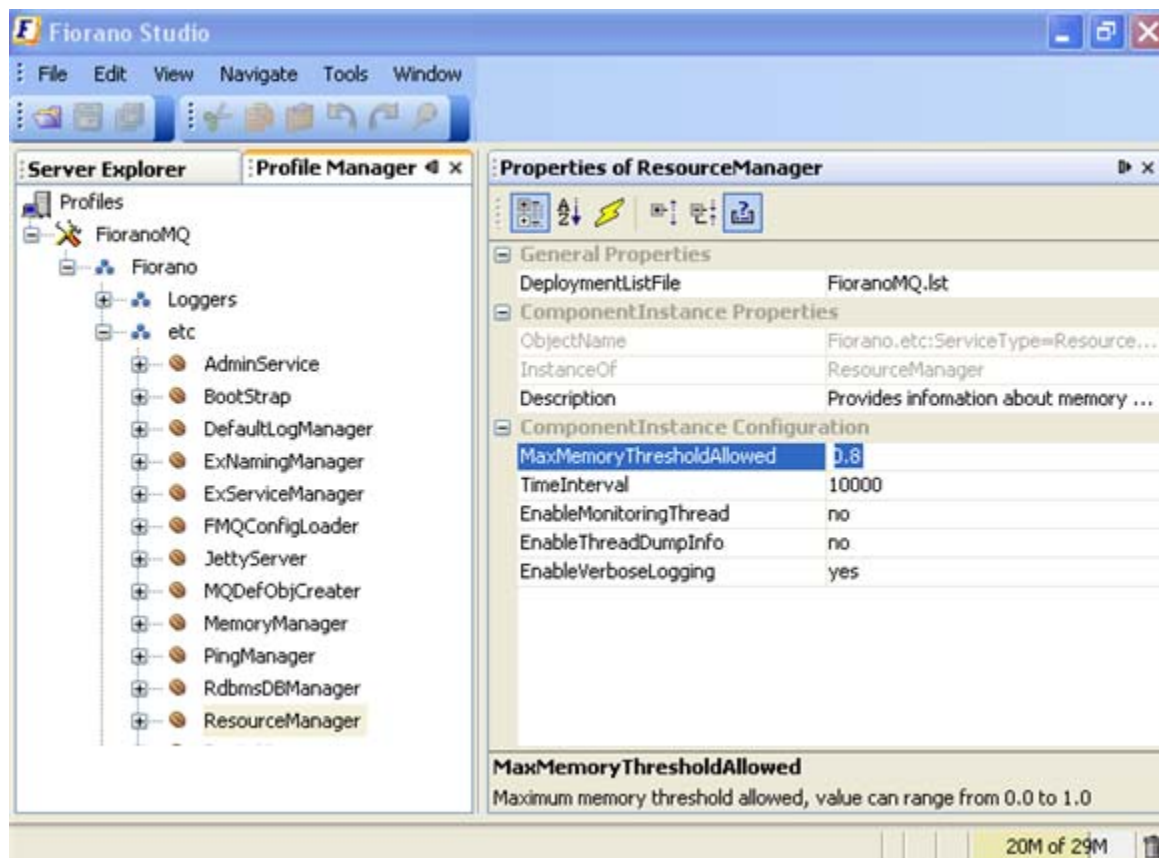 Fiorano Studio
File Edit View Navigate Tools Window
Server Explorer
Profile Manager
Profiles
FioranoMQ
Fiorano
Loggers
etc
AdminService
BootStrap
DefaultLogManager
ExNamingManager
ExServiceManager
FMQConfigLoader
JettyServer
MQDefObjCreater
MemoryManager
PingManager
RdbmsDBManager
ResourceManager
Properties of ResourceManager
General Properties
DeploymentListFile FioranoMQ.lst
ComponentInstance Properties
ObjectName Fiorano.etc:ServiceType=Resource...
InstanceOf ResourceManager
Description Provides infomation about memory ...
ComponentInstance Configuration
MaxMemoryThresholdAllowed 0.8
TimeInterval 10000
EnableMonitoringThread no
EnableThreadDumpInfo no
EnableVerboseLogging yes
MaxMemoryThresholdAllowed
Maximum memory threshold allowed, value can range from 0.0 to 1.0
20M of 29M